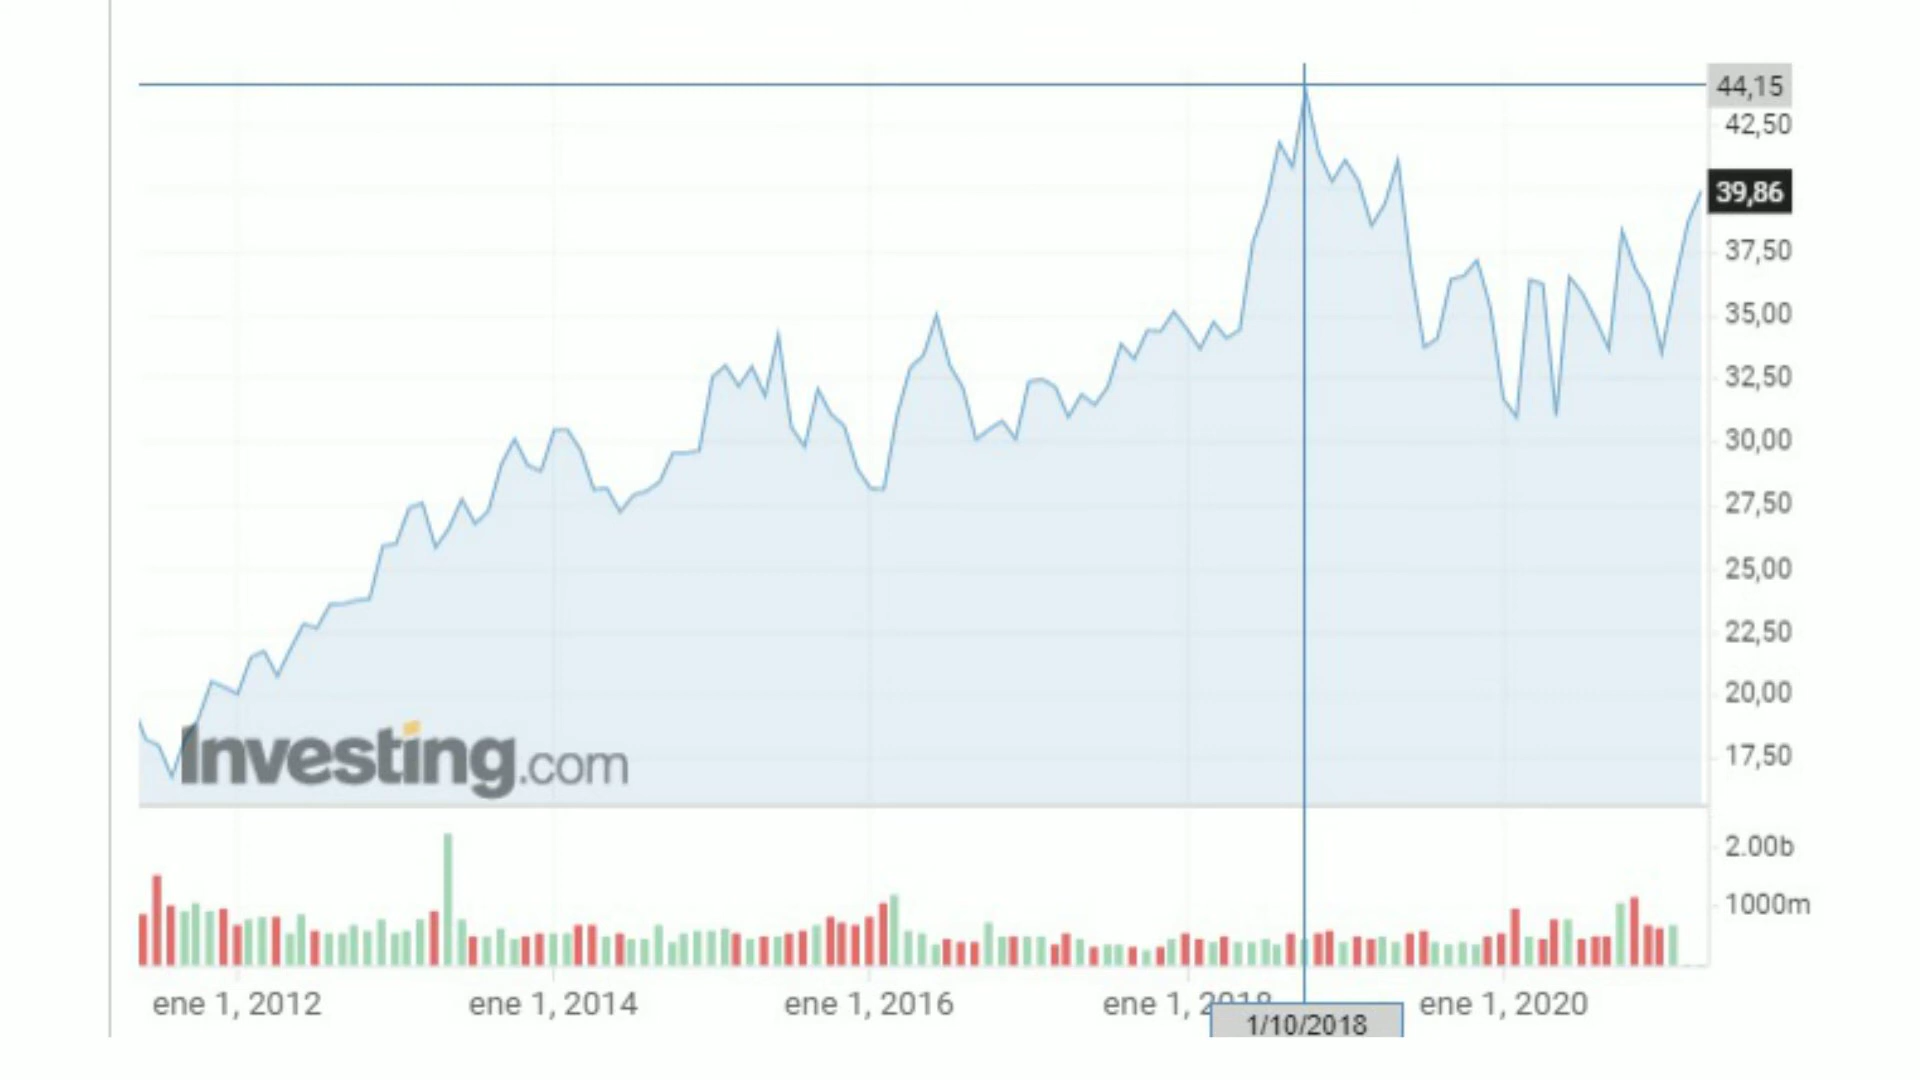 44,15
42,50
39,86
37,50
35,00
32,50
30,00
27,50
25,00
22,50
20,00
Investing.com
17,50
2.00b
1000m
ene 1, 2012
ene 1, 2014
ene 1, 2016
ene 1, 2018
ene 1, 2020
1/10/2018